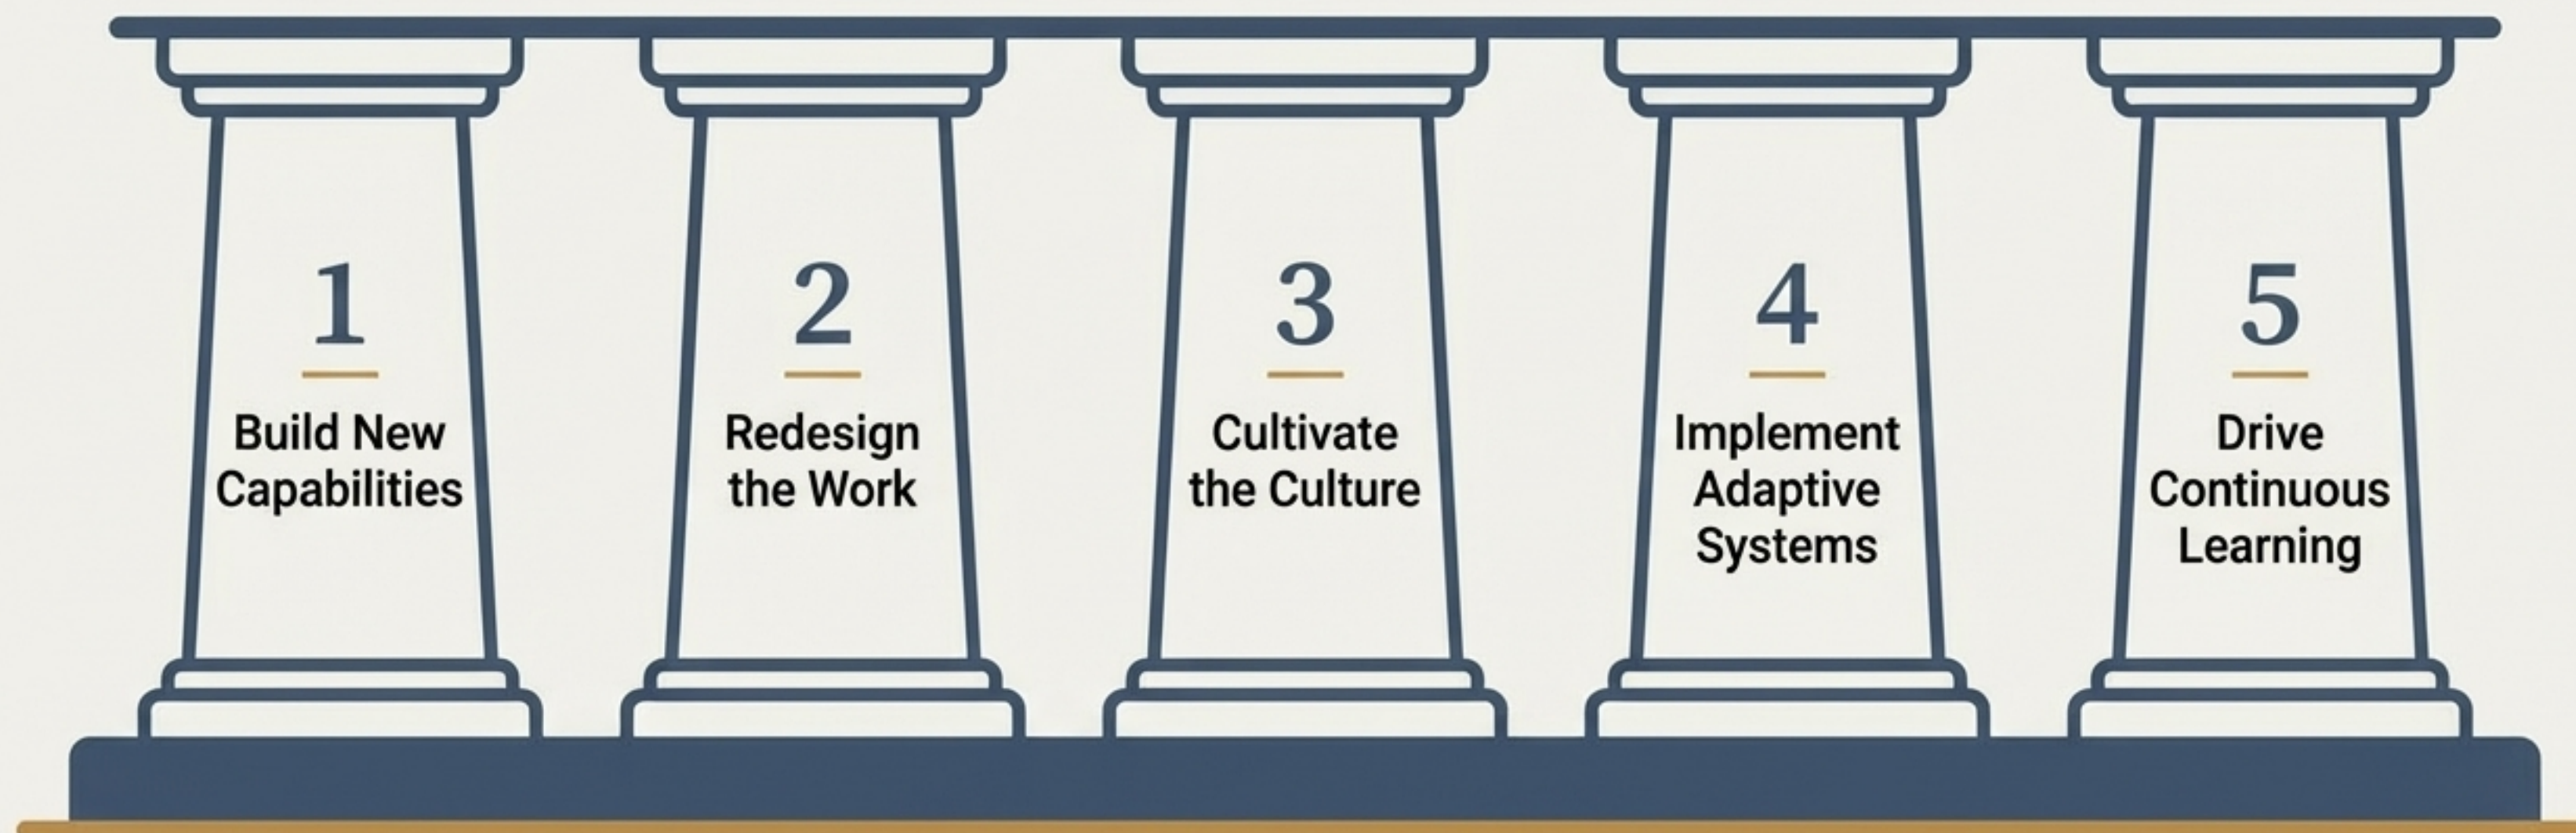 1
Build New
Capabilities
2
Redesign
the Work
3
Cultivate
the Culture
4
Implement
Adaptive
Systems
5
Drive
Continuous
Learning